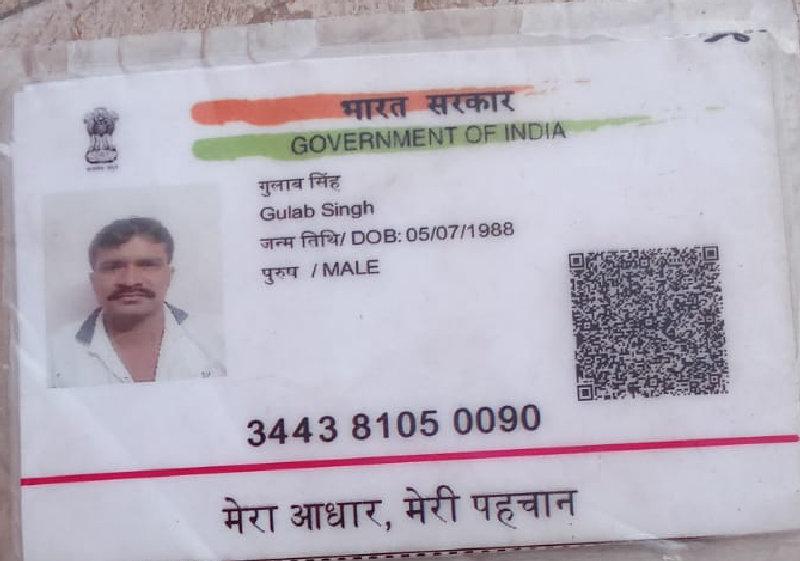 भारत सरकार
GOVERNMENT OF INDIA
गुलाब सिंह
Gulab Singh
जन्म तिथि/ DOB: 05/07/1988
पुरुष / MALE
3443 8105 0090
मेरा आधार, मेरी पहचान